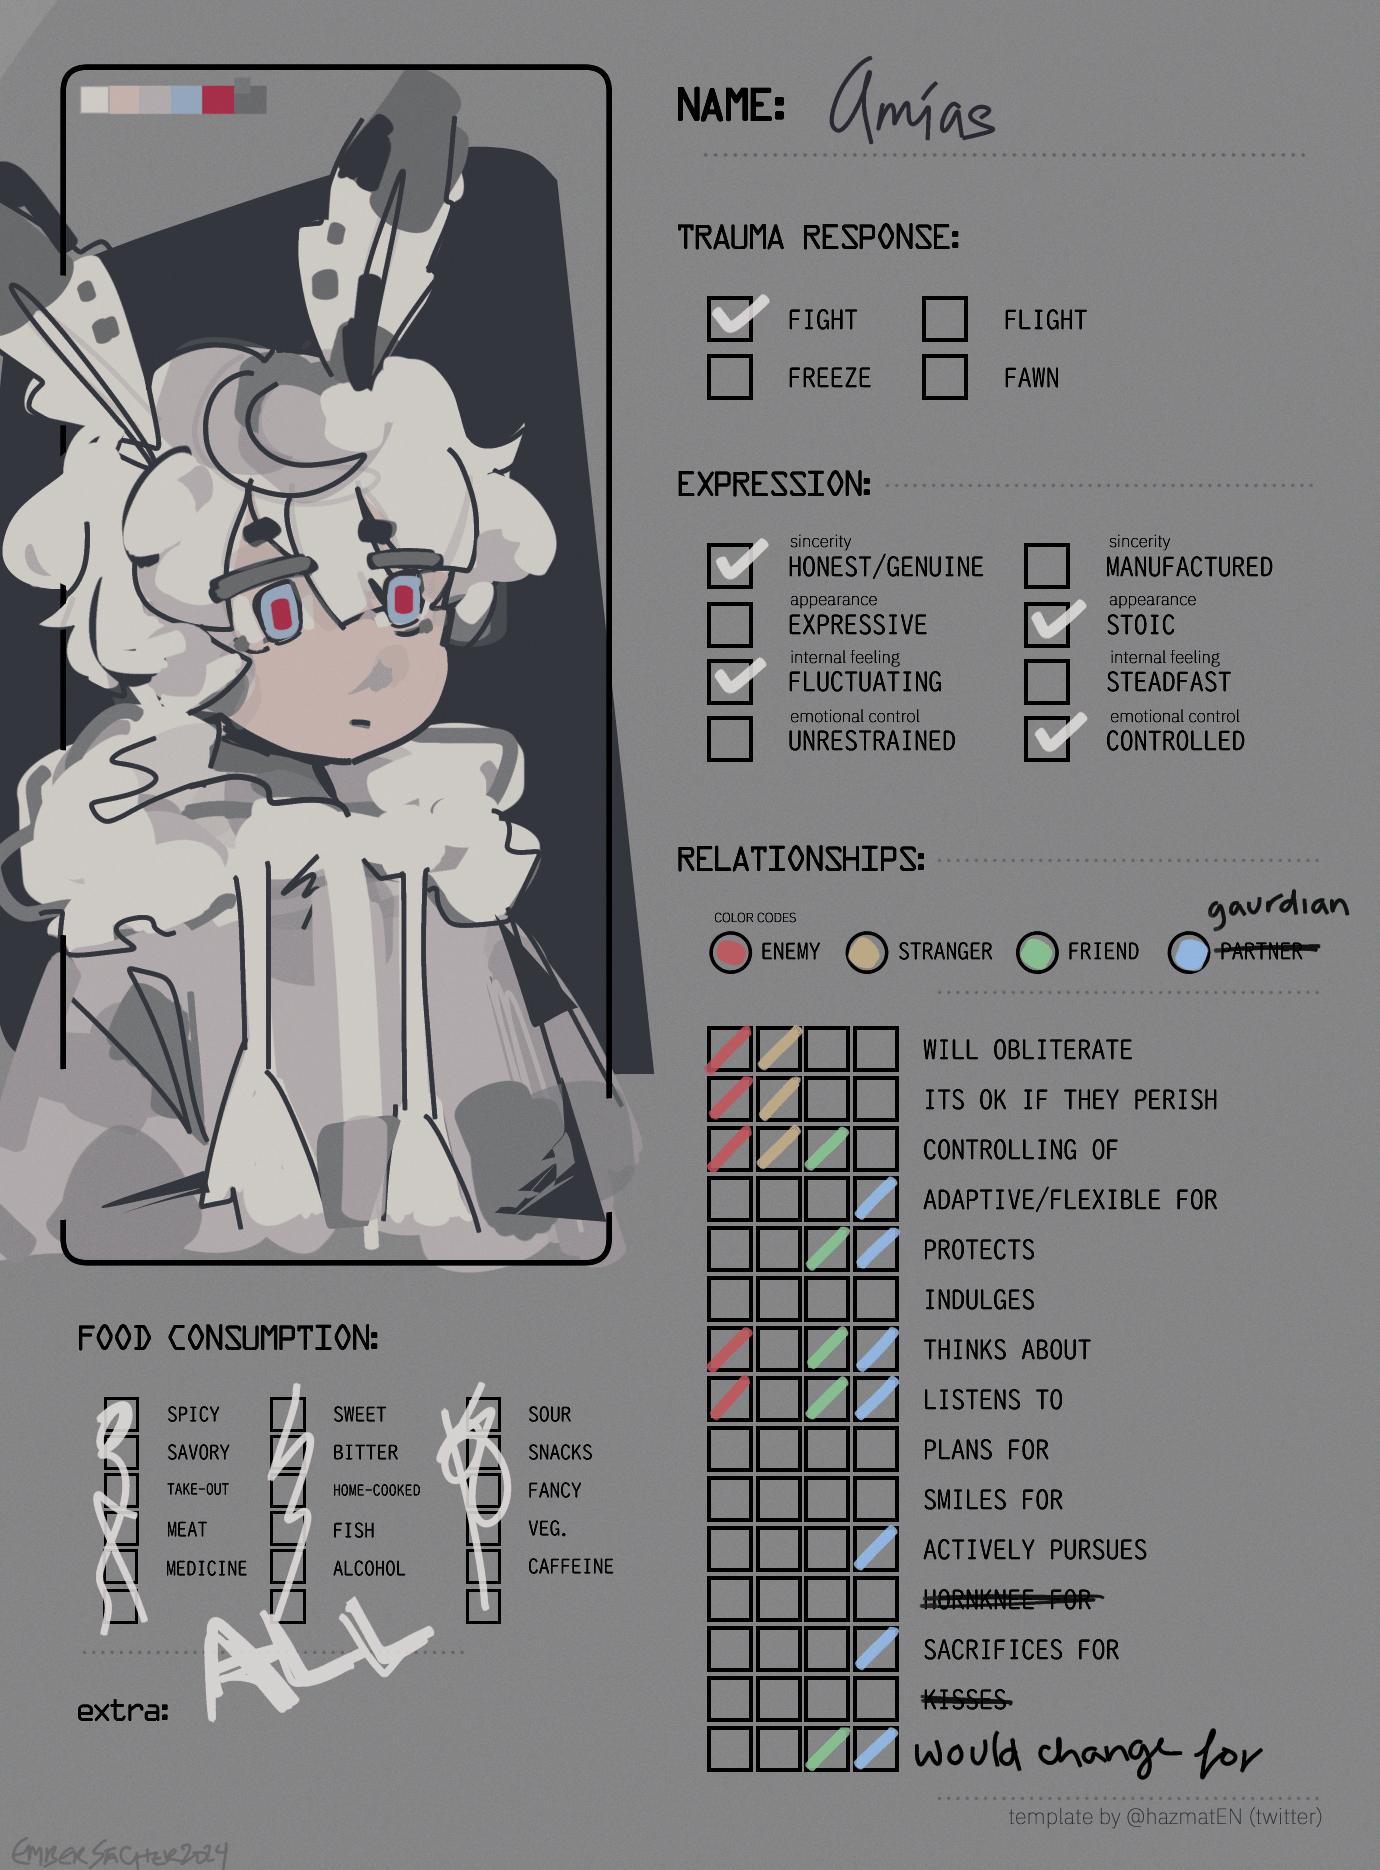 NAME: Amias
TRAUMA RESPONSE:
FIGHT FLIGHT
FREEZE FAWN
EXPRESSION:
sincerity sincerity
HONEST/GENUINE MANUFACTURED
appearance appearance
EXPRESSIVE STOIC
internal feeling internal feeling
FLUCTUATING STEADFAST
emotional control emotional control
UNRESTRAINED CONTROLLED
RELATIONSHIPS:
gaurdian
COLOR CODES
ENEMY STRANGER FRIEND PARTNER
WILL OBLITERATE
ITS OK IF THEY PERISH
CONTROLLING OF
ADAPTIVE/FLEXIBLE FOR
PROTECTS
INDULGES
THINKS ABOUT
LISTENS TO
PLANS FOR
SMILES FOR
ACTIVELY PURSUES
HORNKNEE FOR
SACRIFICES FOR
KISSES
would change for
template by @hazmatEN (twitter)
FOOD CONSUMPTION:
SPICY SWEET SOUR
SAVORY BITTER SNACKS
TAKE-OUT HOME-COOKED FANCY
MEAT FISH VEG.
MEDICINE ALCOHOL CAFFEINE
ALL
extra: